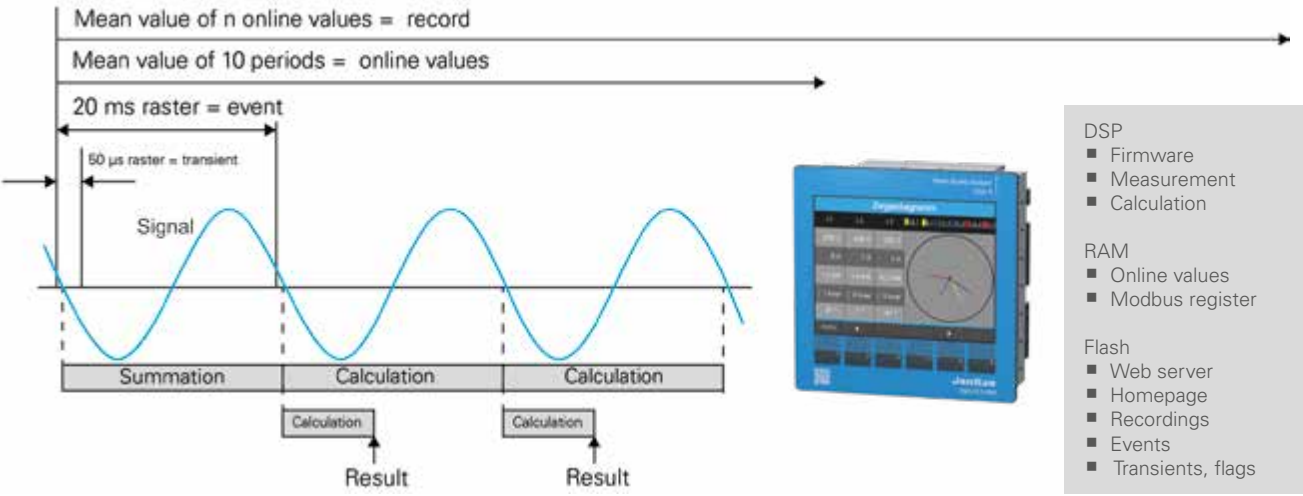 Mean value of n online values = record
Mean value of 10 periods = online values
20 ms raster = event
50 µs raster = transient
Signal
Summation
Calculation
Calculation
Calculation
Calculation
Result
Result
Janitza
DSP
■ Firmware
■ Measurement
■ Calculation
RAM
■ Online values
■ Modbus register
Flash
■ Web server
■ Homepage
■ Recordings
■ Events
■ Transients, flags